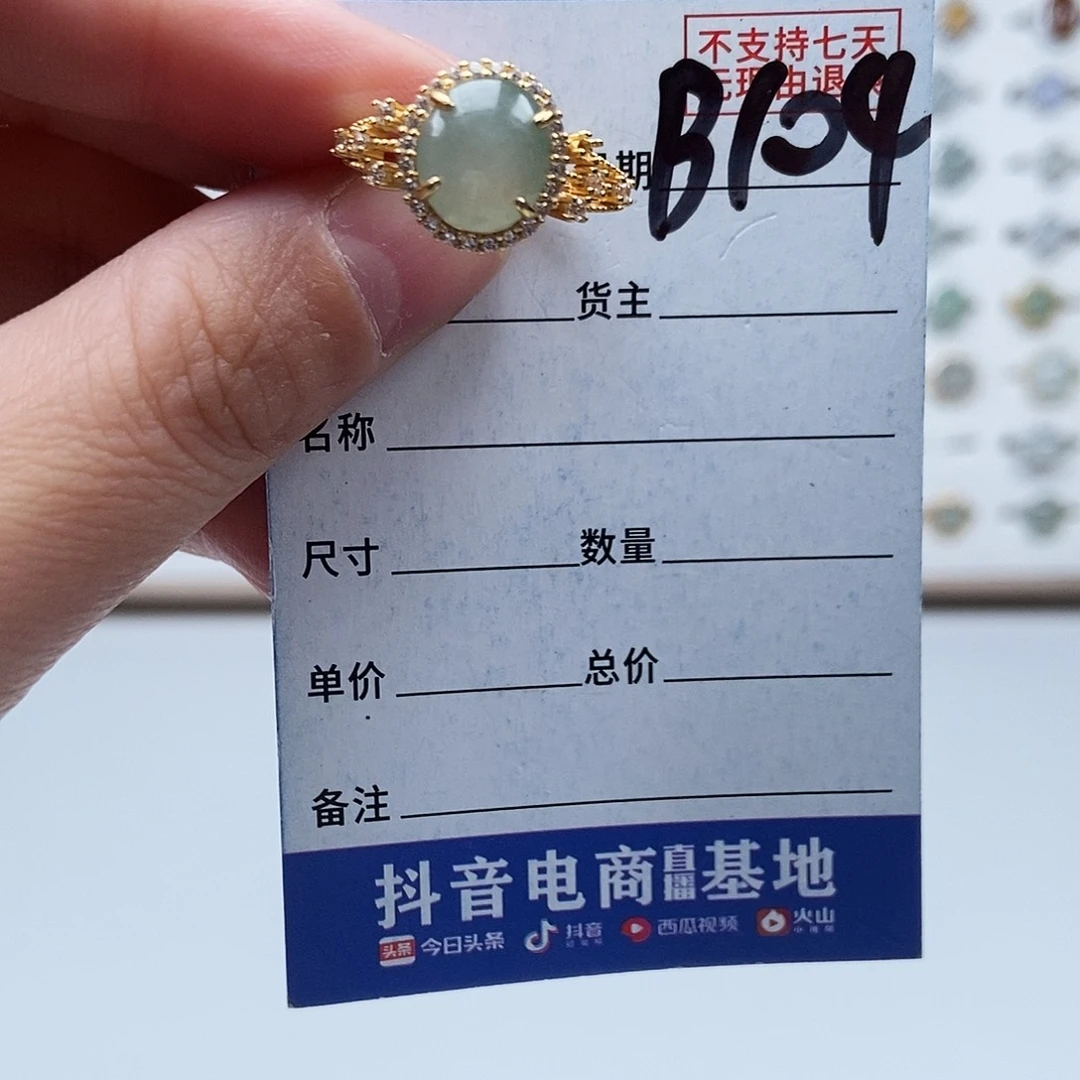 不支持七天
无理由退
B104
期
货主
名称
尺寸 数量
单价 总价
备注
抖音电商直播基地
头条 今日头条 抖音 西瓜视频 火山